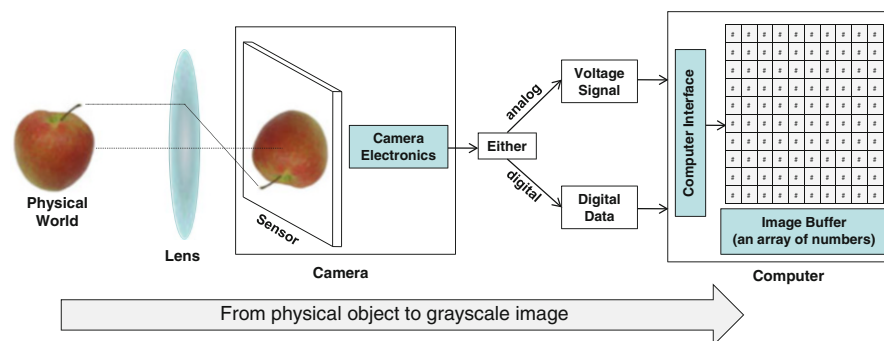 Physical
World
Lens
Sensor
Camera
Electronics
Camera
Either
analog
digital
Voltage
Signal
Digital
Data
Computer Interface
# # # # # # # # # #
# # # # # # # # # #
# # # # # # # # # #
# # # # # # # # # #
# # # # # # # # # #
# # # # # # # # # #
# # # # # # # # # #
# # # # # # # # # #
# # # # # # # # # #
# # # # # # # # # #
Image Buffer
(an array of numbers)
Computer
From physical object to grayscale image